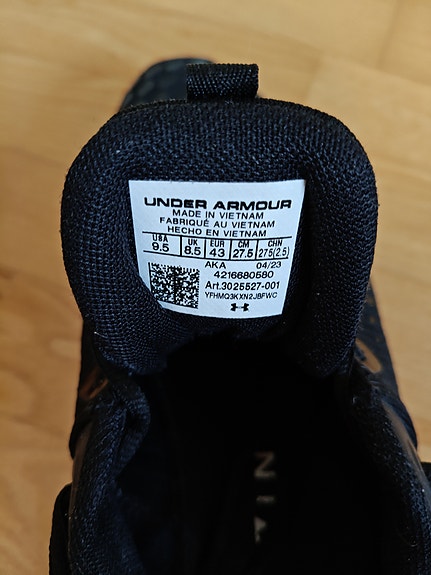 UNDER ARMOUR
MADE IN VIETNAM
FABRIQUÉ AU VIETNAM
HECHO EN VIETNAM
USA UK EUR CM CHN
9.5 8.5 43 27.5 275(2.5)
AKA 04/23
4216680580
Art.3025527-001
YFHMQ3KXN2JBFWC